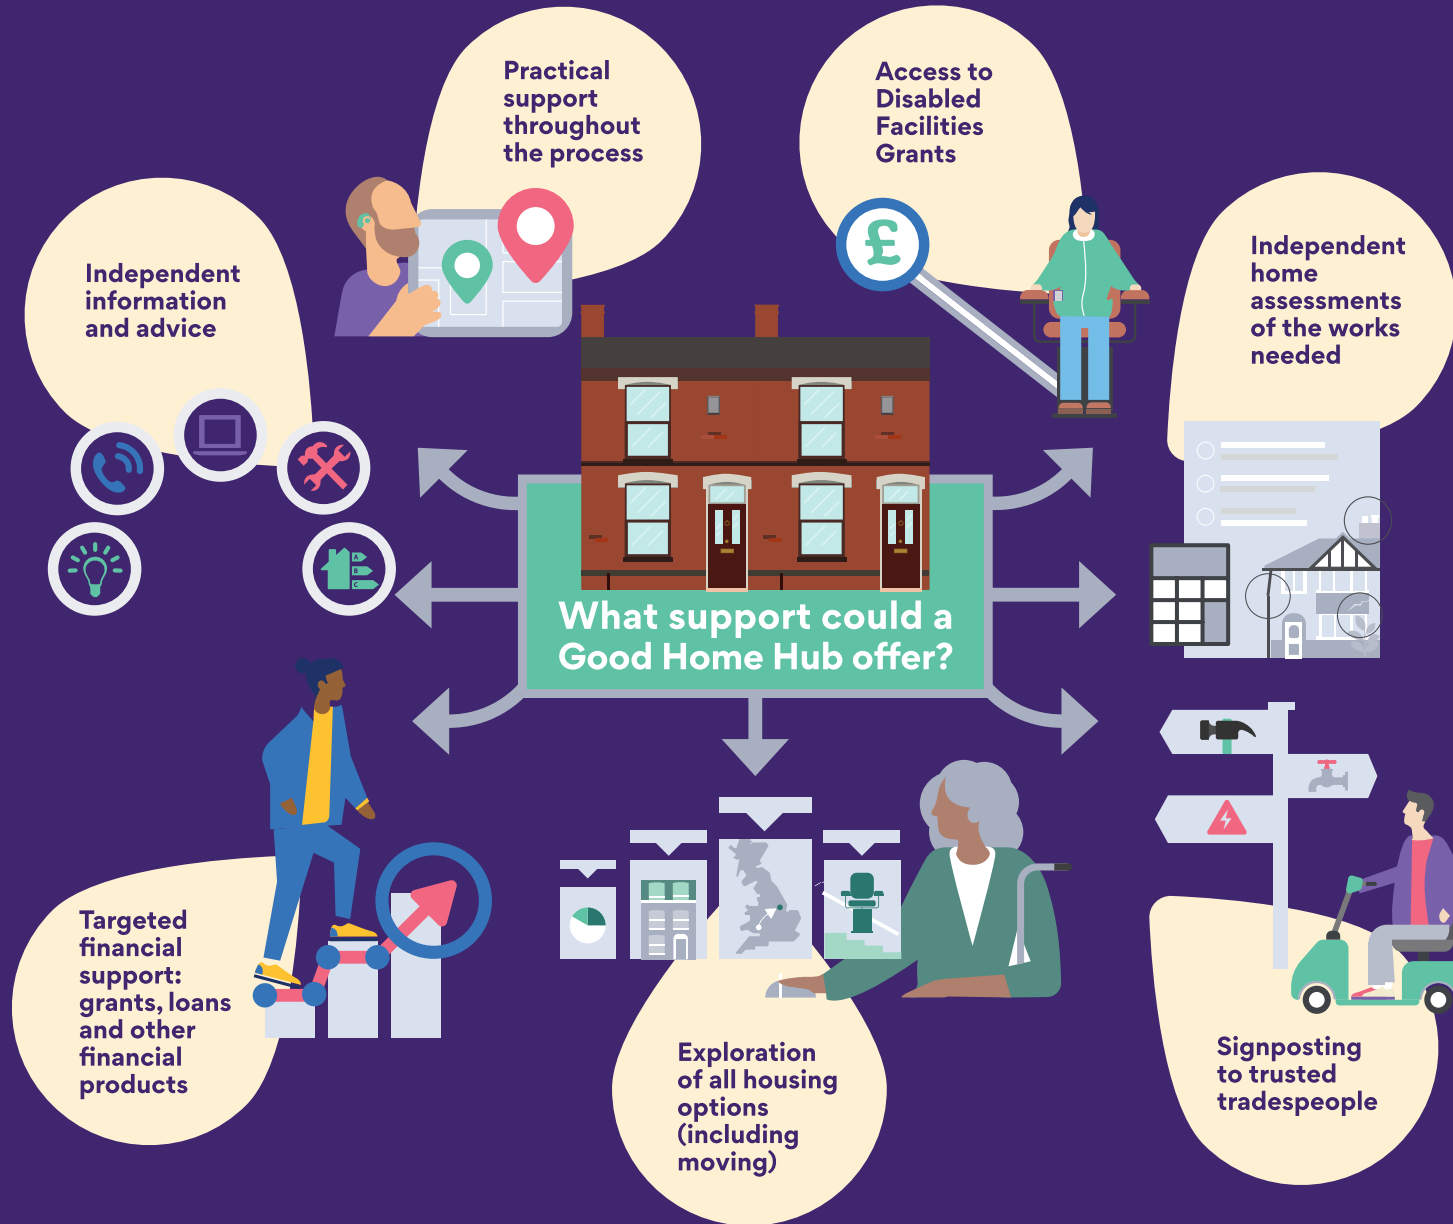 Practical
support
throughout
the process
Access to
Disabled
Facilities
Grants
Independent
information
and advice
Independent
home
assessments
of the works
needed
£
A
B
C
What support could a
Good Home Hub offer?
Targeted
financial
support:
grants, loans
and other
financial
products
Exploration
of all housing
options
(including
moving)
Signposting
to trusted
tradespeople